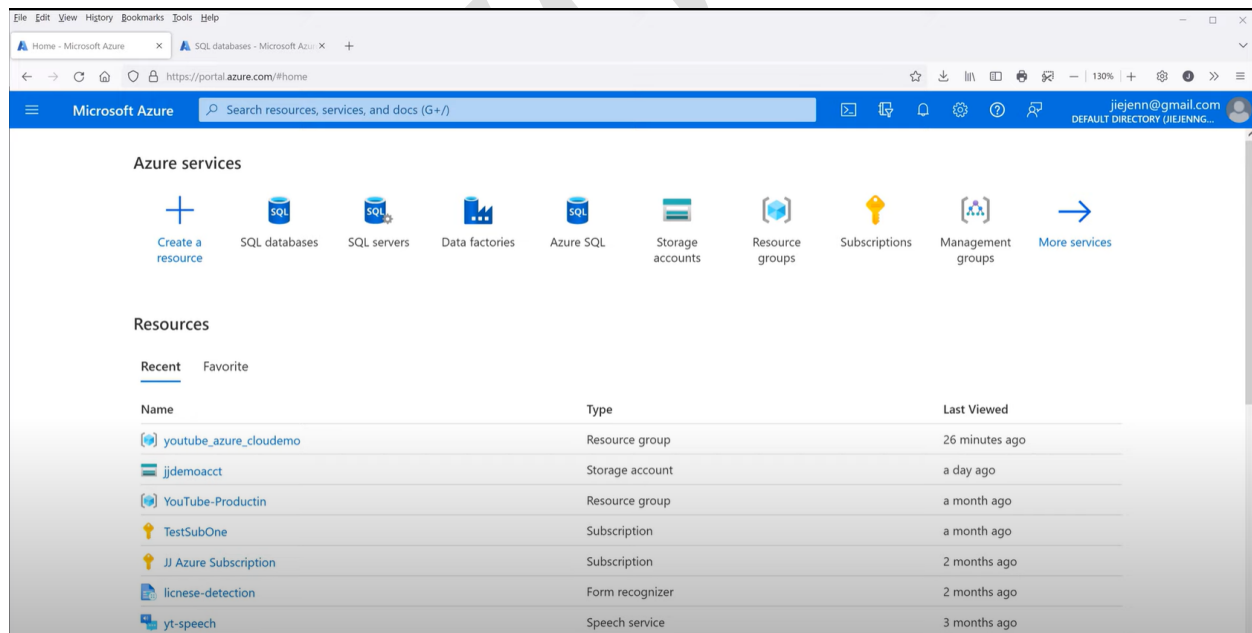 File Edit View History Bookmarks Tools Help
Home - Microsoft Azure
SQL databases - Microsoft Azur
https://portal.azure.com/#home
130%
Microsoft Azure
Search resources, services, and docs (G+/)
jiejenn@gmail.com
DEFAULT DIRECTORY (JIEJENNG...
Azure services
Create a
resource
SQL databases
SQL servers
Data factories
Azure SQL
Storage
accounts
Resource
groups
Subscriptions
Management
groups
More services
Resources
Recent Favorite
Name Type Last Viewed
youtube_azure_cloudemo Resource group 26 minutes ago
jjdemoacct Storage account a day ago
YouTube-Productin Resource group a month ago
TestSubOne Subscription a month ago
JJ Azure Subscription Subscription 2 months ago
licnese-detection Form recognizer 2 months ago
yt-speech Speech service 3 months ago